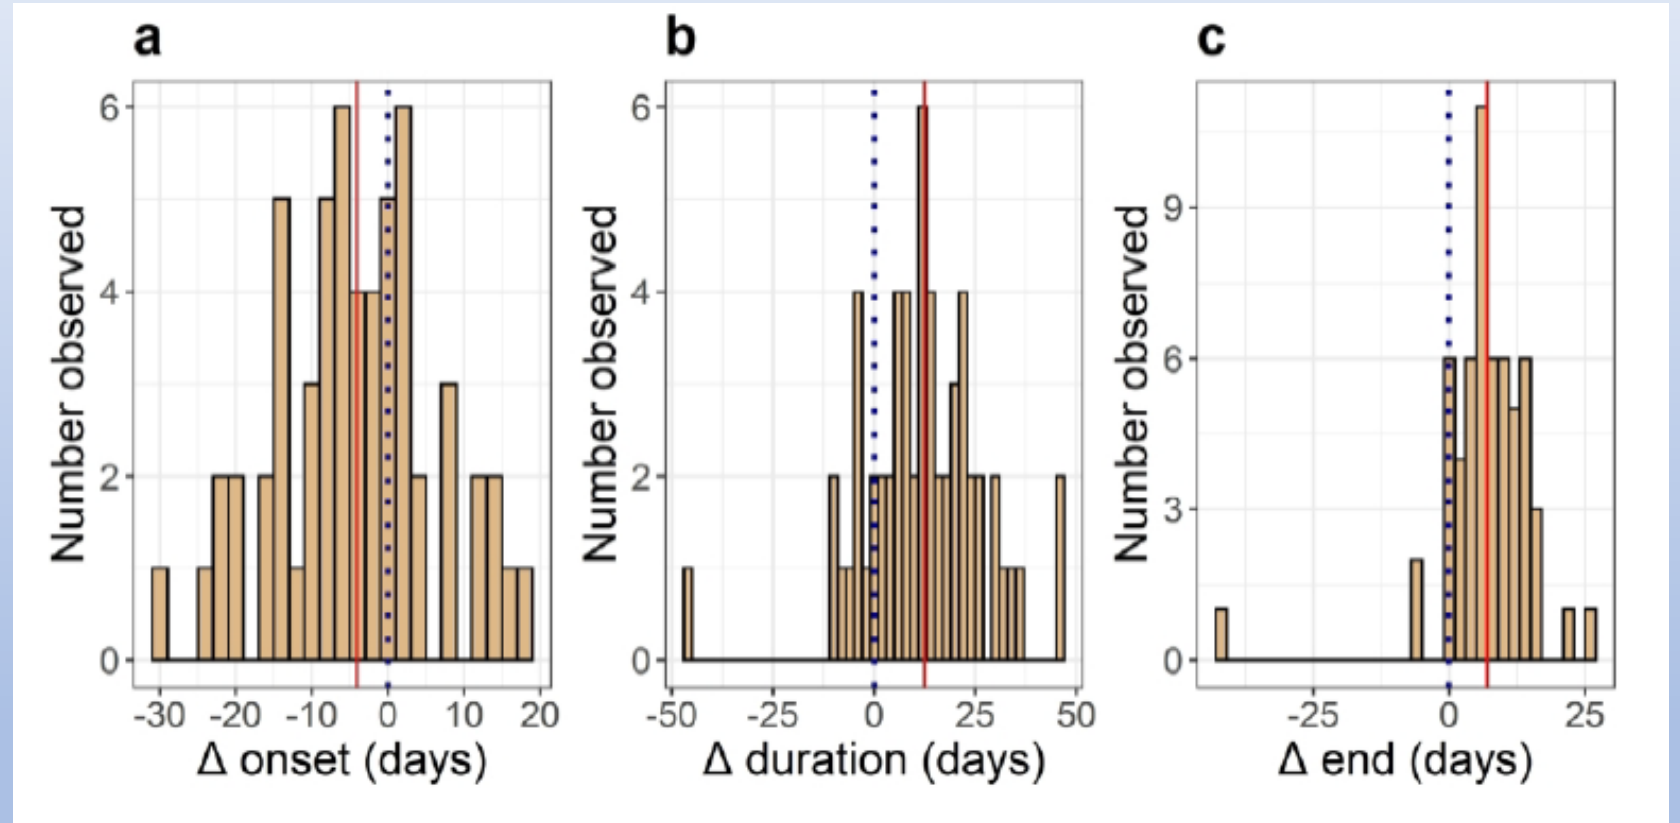 a
b
c
Number observed
6
4
2
0
-30 -20 -10 0 10 20
Δ onset (days)
Number observed
6
4
2
0
-50 -25 0 25 50
Δ duration (days)
Number observed
9
6
3
0
-25 0 25
Δ end (days)